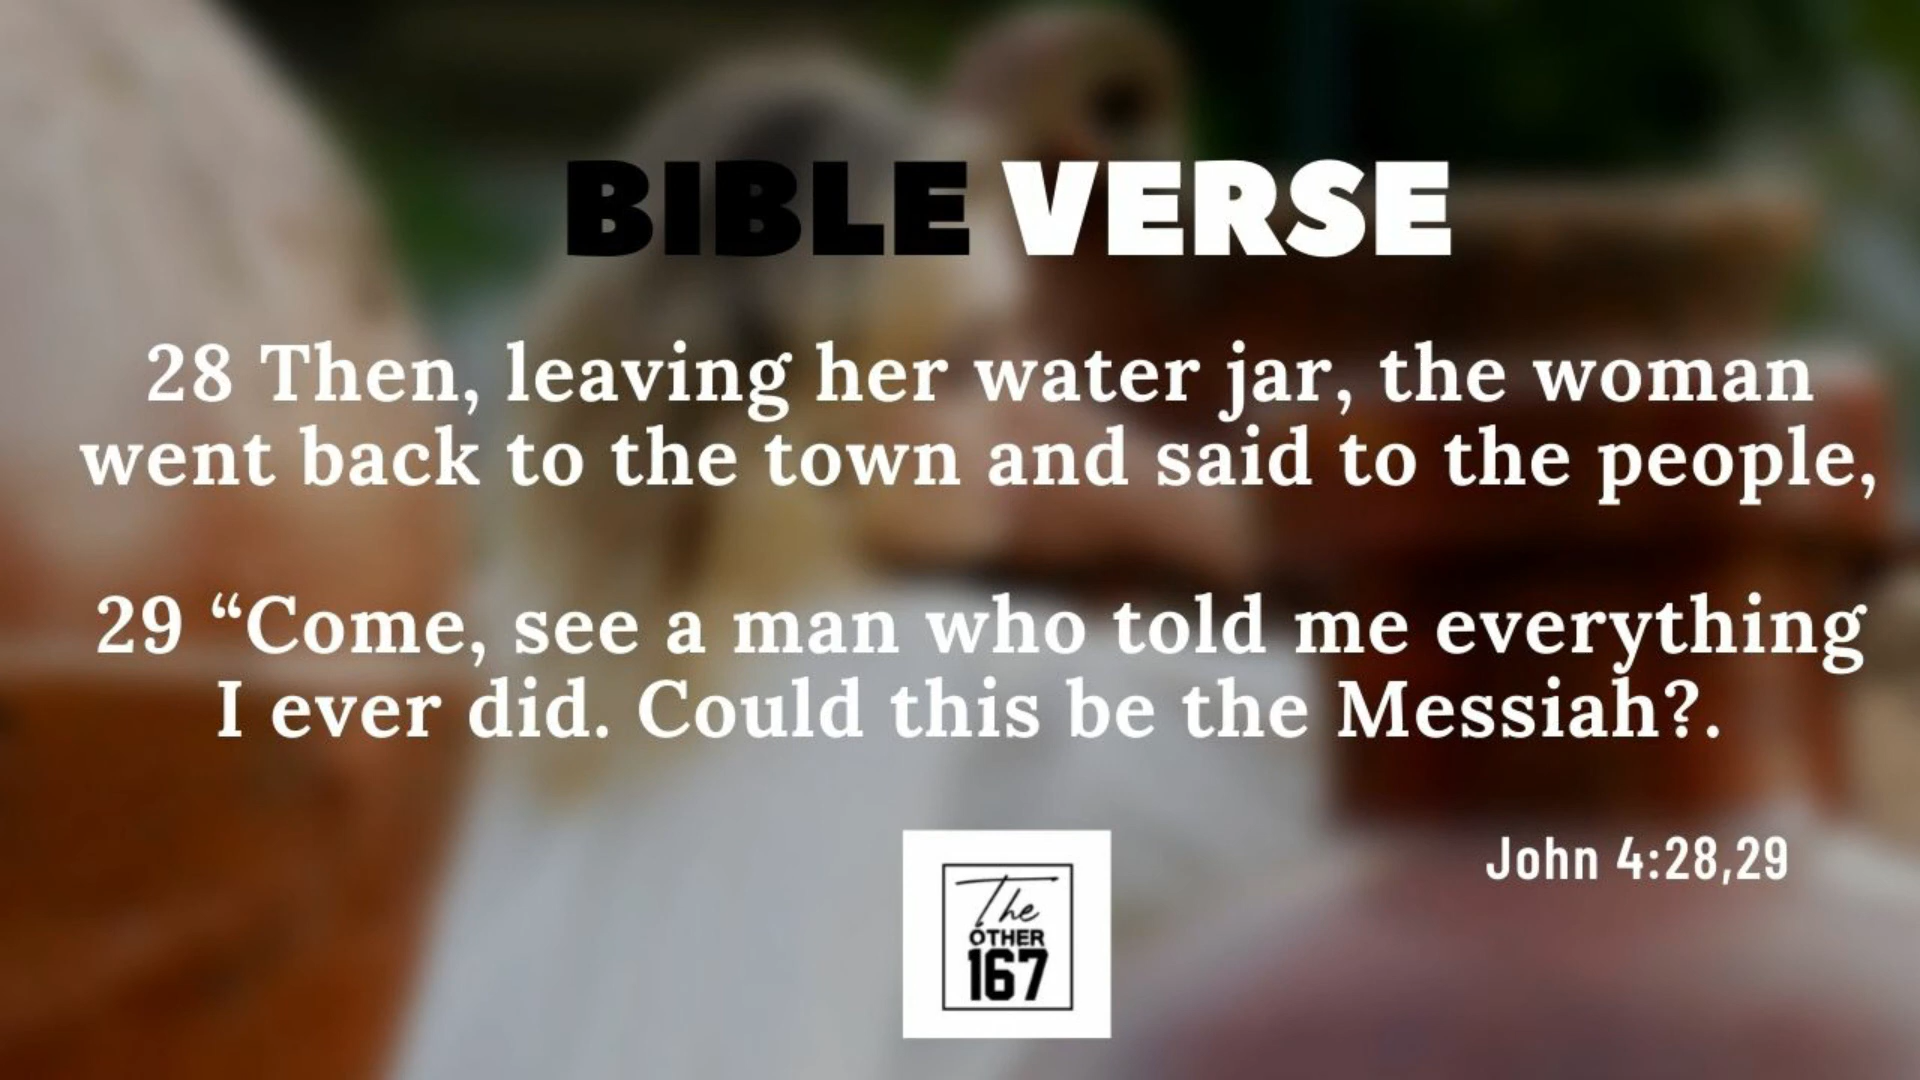 BIBLE VERSE
28 Then, leaving her water jar, the woman
went back to the town and said to the people,
29 “Come, see a man who told me everything
I ever did. Could this be the Messiah?.
John 4:28,29
The
OTHER
167